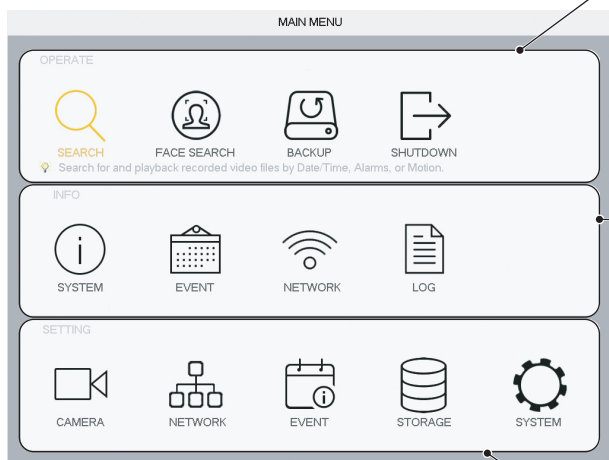 MAIN MENU
OPERATE
SEARCH FACE SEARCH BACKUP SHUTDOWN
Search for and playback recorded video files by Date/Time, Alarms, or Motion.
INFO
SYSTEM EVENT NETWORK LOG
SETTING
CAMERA NETWORK EVENT STORAGE SYSTEM